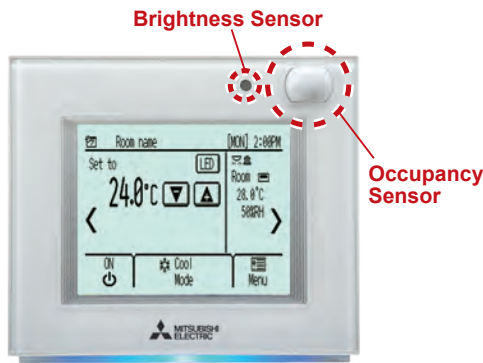 Brightness Sensor
Room name [MON] 2:00PM
Set to LED
24.0°C
Room
28.0°C
50%RH
ON
Cool
Mode
Menu
MITSUBISHI
ELECTRIC
Occupancy
Sensor